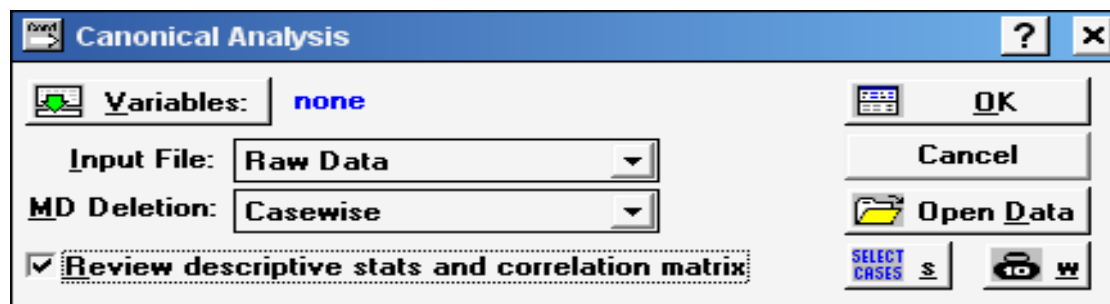 Canonical Analysis ? ×
Variables: none OK
Input File: Raw Data Cancel
MD Deletion: Casewise Open Data
Review descriptive stats and correlation matrix SELECT CASES s w